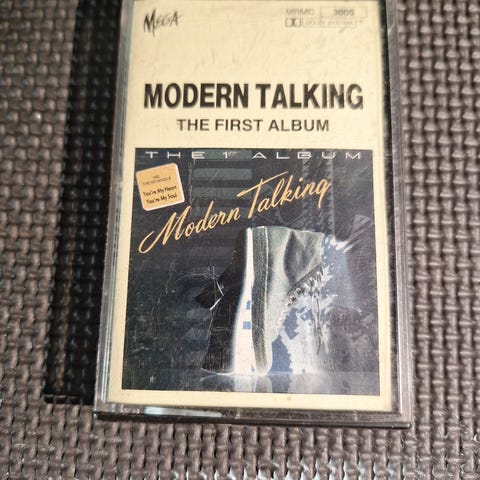 MEGA
MRMC 3005
DOLBY SYSTEM
MODERN TALKING
THE FIRST ALBUM
THE 1ST ALBUM
INCL.
THE HIT SINGLE
You're My Heart
You're My Soul
Modern Talking